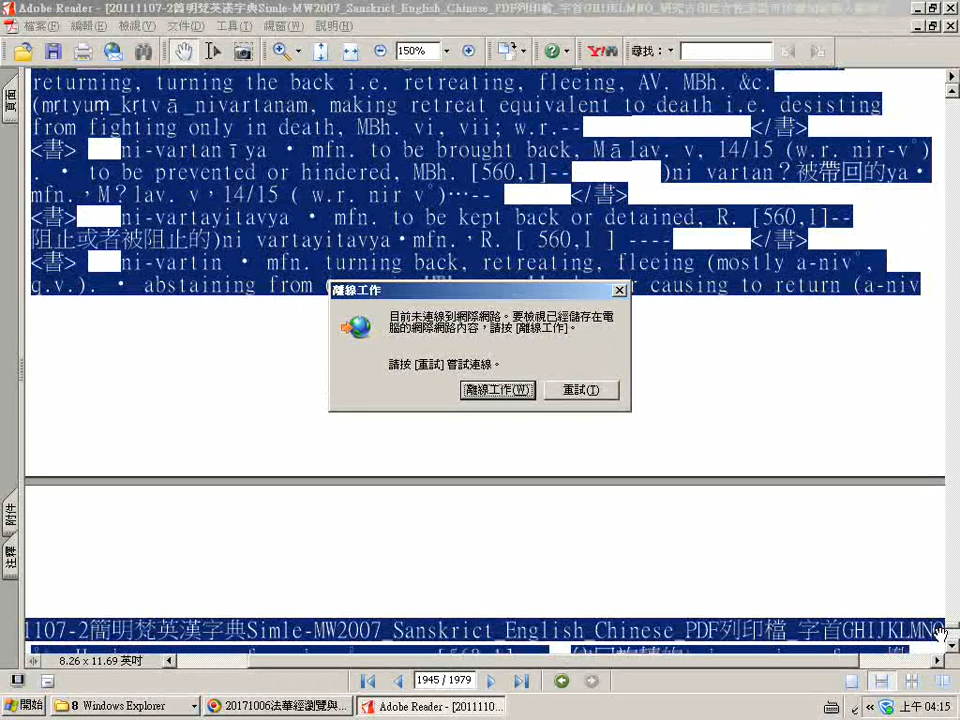 Adobe Reader - [20111107-2簡明梵英漢字典Simle-MW2007_Sanskrict_English_Chinese_PDF列印檔_字首GHIJKLMNO_
檔案(F) 編輯(E) 檢視(V) 文件(D) 工具(T) 視窗(W) 說明(H)
150% Y! 尋找:
頁面
returning, turning the back i.e. retreating, fleeing, AV. MBh. &c.
(mṛtyuṃ_kṛtv ā _nivartanam, making retreat equivalent to death i.e. desisting
from fighting only in death, MBh. vi, vii; w.r.-- </書>
<書> ni-vartan ī ya • mfn. to be brought back, M ā lav. v, 14/15 (w.r. nir-v°)
. • to be prevented or hindered, MBh. [560,1]-- )ni vartan？被帶回的ya•
mfn.，M？lav. v，14/15 ( w.r. nir v°)…-- </書>
<書> ni-vartayitavya • mfn. to be kept back or detained, R. [560,1]--
阻止或者被阻止的)ni vartayitavya•mfn.，R. [ 560,1 ] ---- </書>
<書> ni-vartin • mfn. turning back, retreating, fleeing (mostly a-niv°,
q.v.). • abstaining from ( r causing to return (a-niv
離線工作
目前未連線到網際網路。要檢視已經儲存在電
腦的網際網路內容，請按 [離線工作]。
請按 [重試] 嘗試連線。
離線工作(W) 重試(T)
附件
注釋
1107-2簡明梵英漢字典Simle-MW2007_Sanskrict_English_Chinese_PDF列印檔_字首GHIJKLMNO
8.26 x 11.69 英吋
1945 / 1979
開始 8 Windows Explorer 20171006法華經瀏覽與... Adobe Reader - [2011110... 上午 04:15